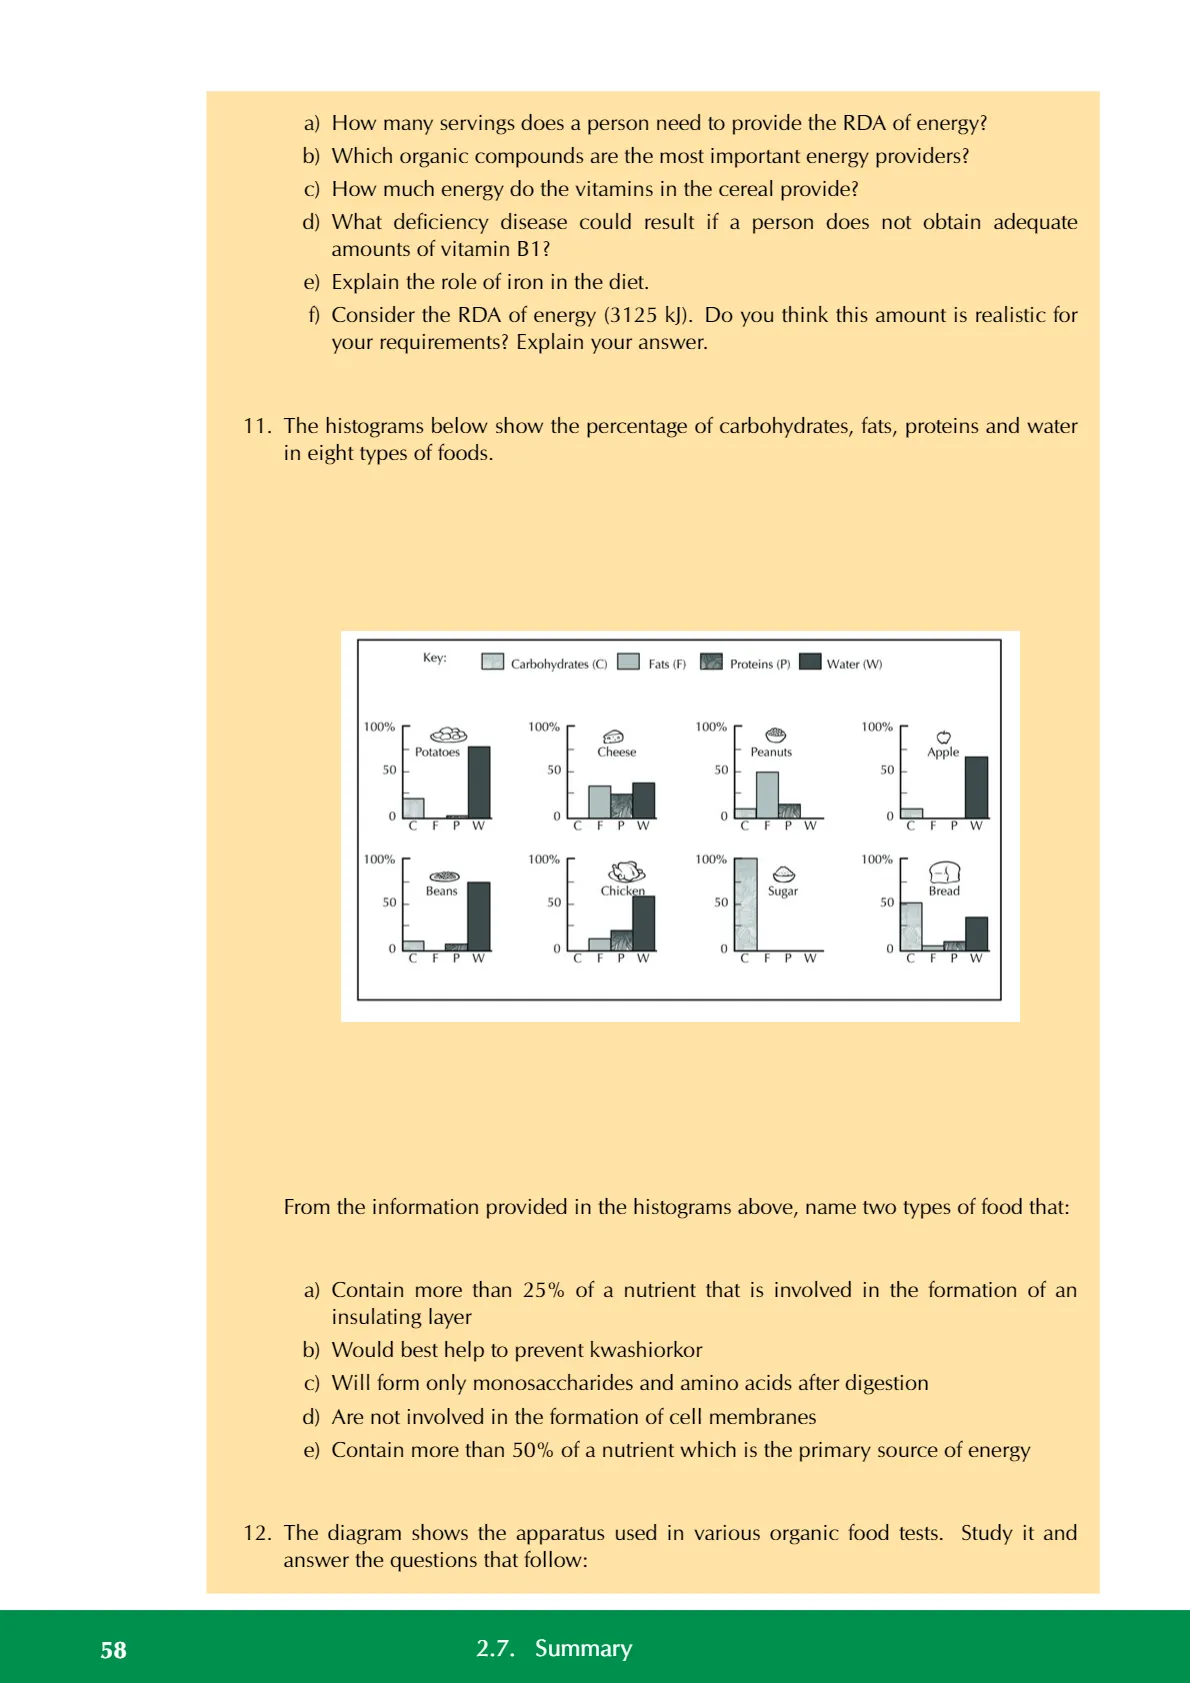 a) How many servings does a person need to provide the RDA of energy?
b) Which organic compounds are the most important energy providers?
c) How much energy do the vitamins in the cereal provide?
d) What deficiency disease could result if a person does not obtain adequate
amounts of vitamin B1?
e) Explain the role of iron in the diet.
f) Consider the RDA of energy (3125 kJ). Do you think this amount is realistic for
your requirements? Explain your answer.
11. The histograms below show the percentage of carbohydrates, fats, proteins and water
in eight types of foods.
Key: Carbohydrates (C) Fats (F) Proteins (P) Water (W)
100% 100% 100% 100%
Potatoes Cheese Peanuts Apple
50 50 50 50
0 0 0 0
C F P W C F P W C F P W C F P W
100% 100% 100% 100%
Beans Chicken Sugar Bread
50 50 50 50
0 0 0 0
C F P W C F P W C F P W C F P W
From the information provided in the histograms above, name two types of food that:
a) Contain more than 25% of a nutrient that is involved in the formation of an
insulating layer
b) Would best help to prevent kwashiorkor
c) Will form only monosaccharides and amino acids after digestion
d) Are not involved in the formation of cell membranes
e) Contain more than 50% of a nutrient which is the primary source of energy
12. The diagram shows the apparatus used in various organic food tests. Study it and
answer the questions that follow:
58 2.7. Summary